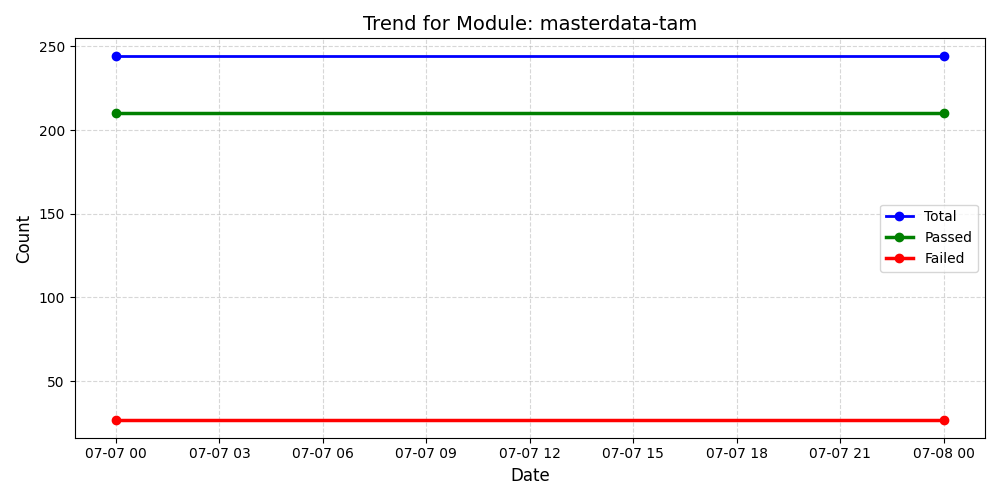 Trend for Module: masterdata-tam
250
200
150
100
50
Count
Total
Passed
Failed
07-07 00 07-07 03 07-07 06 07-07 09 07-07 12 07-07 15 07-07 18 07-07 21 07-08 00
Date